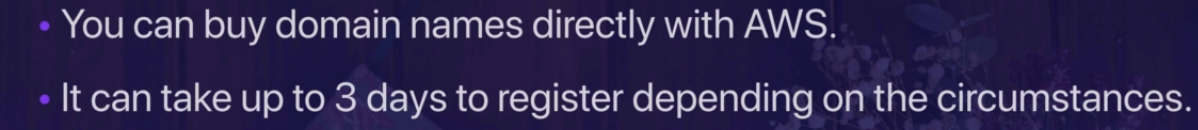 • You can buy domain names directly with AWS.
• It can take up to 3 days to register depending on the circumstances.